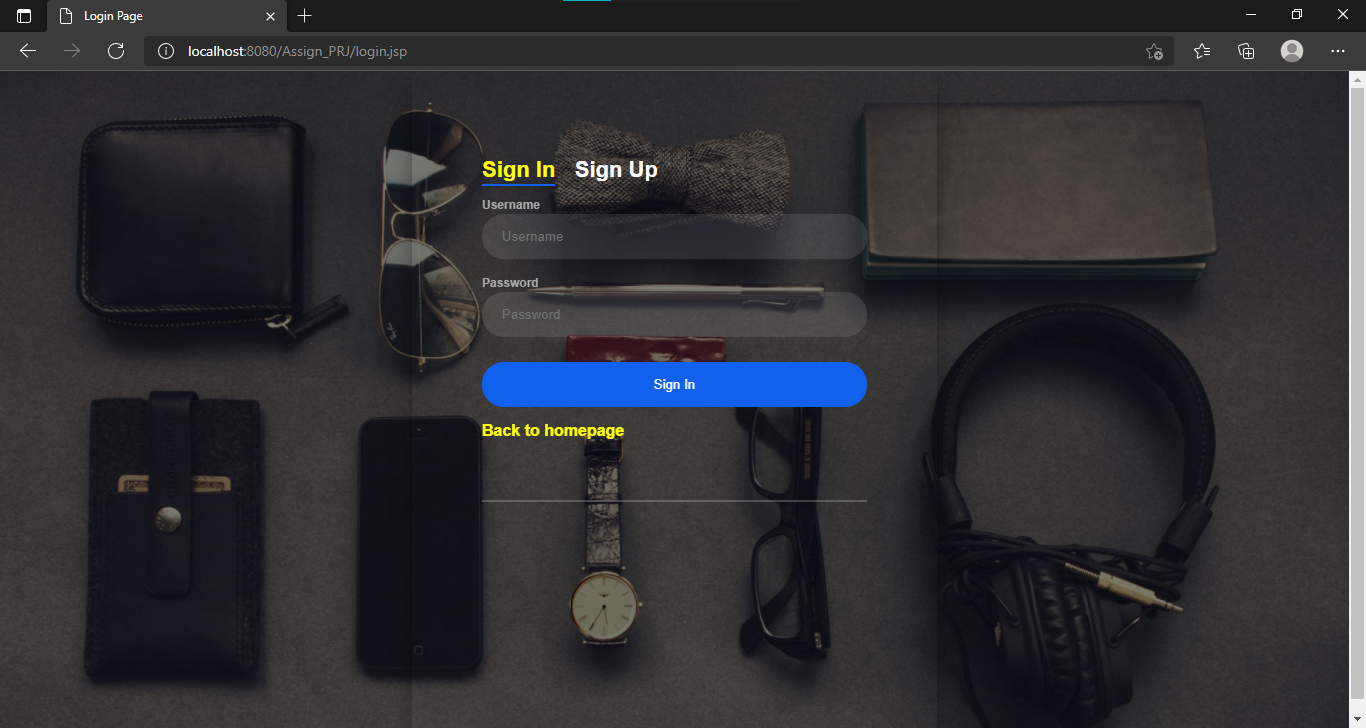 Login Page
localhost:8080/Assign_PRJ/login.jsp
Sign In Sign Up
Username
Username
Password
Password
Sign In
Back to homepage